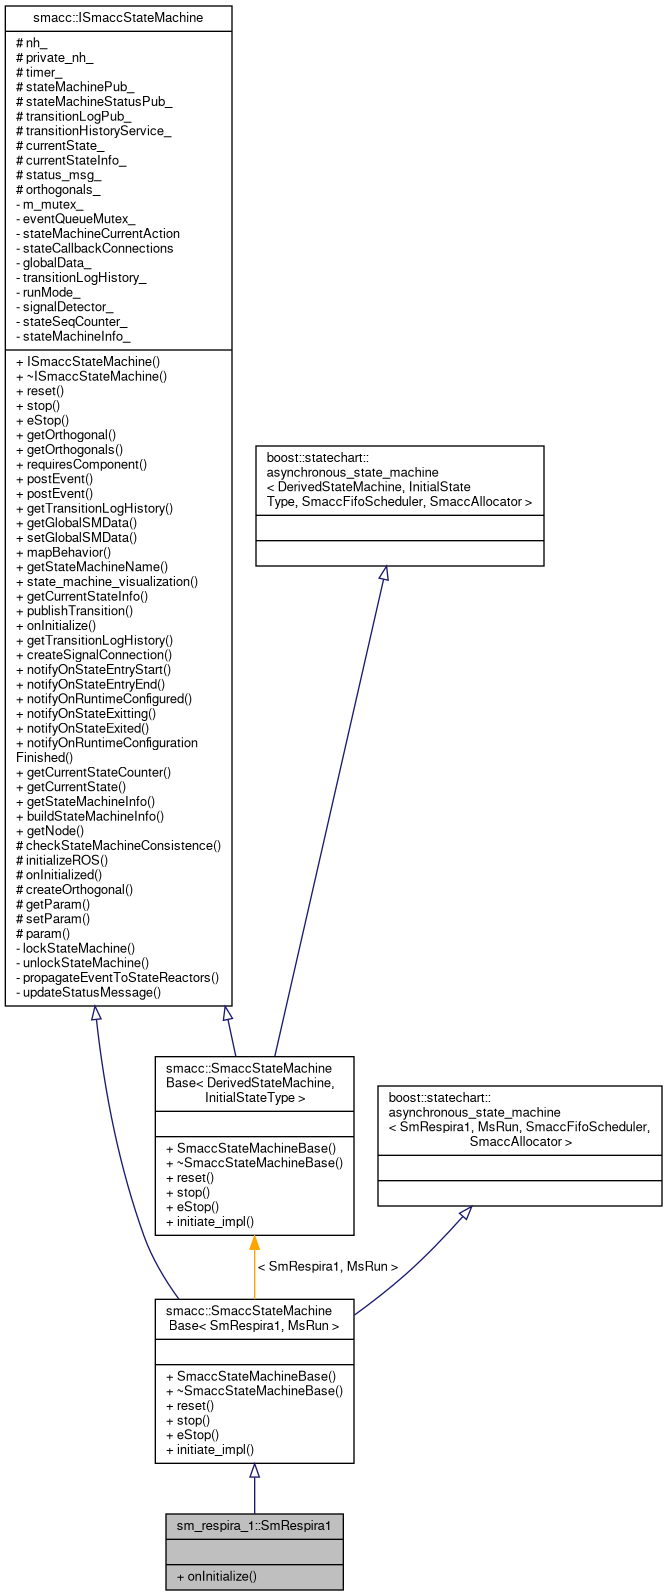 smacc::ISmaccStateMachine
# nh_
# private_nh_
# timer_
# stateMachinePub_
# stateMachineStatusPub_
# transitionLogPub_
# transitionHistoryService_
# currentState_
# currentStateInfo_
# status_msg_
# orthogonals_
- m_mutex_
- eventQueueMutex_
- stateMachineCurrentAction
- stateCallbackConnections
- globalData_
- transitionLogHistory_
- runMode_
- signalDetector_
- stateSeqCounter_
- stateMachineInfo_
+ ISmaccStateMachine()
+ ~ISmaccStateMachine()
+ reset()
+ stop()
+ eStop()
+ getOrthogonal()
+ getOrthogonals()
+ requiresComponent()
+ postEvent()
+ postEvent()
+ getTransitionLogHistory()
+ getGlobalSMData()
+ setGlobalSMData()
+ mapBehavior()
+ getStateMachineName()
+ state_machine_visualization()
+ getCurrentStateInfo()
+ publishTransition()
+ onInitialize()
+ getTransitionLogHistory()
+ createSignalConnection()
+ notifyOnStateEntryStart()
+ notifyOnStateEntryEnd()
+ notifyOnRuntimeConfigured()
+ notifyOnStateExitting()
+ notifyOnStateExited()
+ notifyOnRuntimeConfiguration
Finished()
+ getCurrentStateCounter()
+ getCurrentState()
+ getStateMachineInfo()
+ buildStateMachineInfo()
+ getNode()
# checkStateMachineConsistence()
# initializeROS()
# onInitialized()
# createOrthogonal()
# getParam()
# setParam()
# param()
- lockStateMachine()
- unlockStateMachine()
- propagateEventToStateReactors()
- updateStatusMessage()
boost::statechart::
asynchronous_state_machine
< DerivedStateMachine, InitialState
Type, SmaccFifoScheduler, SmaccAllocator >
smacc::SmaccStateMachine
Base< DerivedStateMachine,
InitialStateType >
+ SmaccStateMachineBase()
+ ~SmaccStateMachineBase()
+ reset()
+ stop()
+ eStop()
+ initiate_impl()
boost::statechart::
asynchronous_state_machine
< SmRespira1, MsRun, SmaccFifoScheduler,
SmaccAllocator >
< SmRespira1, MsRun >
smacc::SmaccStateMachine
Base< SmRespira1, MsRun >
+ SmaccStateMachineBase()
+ ~SmaccStateMachineBase()
+ reset()
+ stop()
+ eStop()
+ initiate_impl()
sm_respira_1::SmRespira1
+ onInitialize()